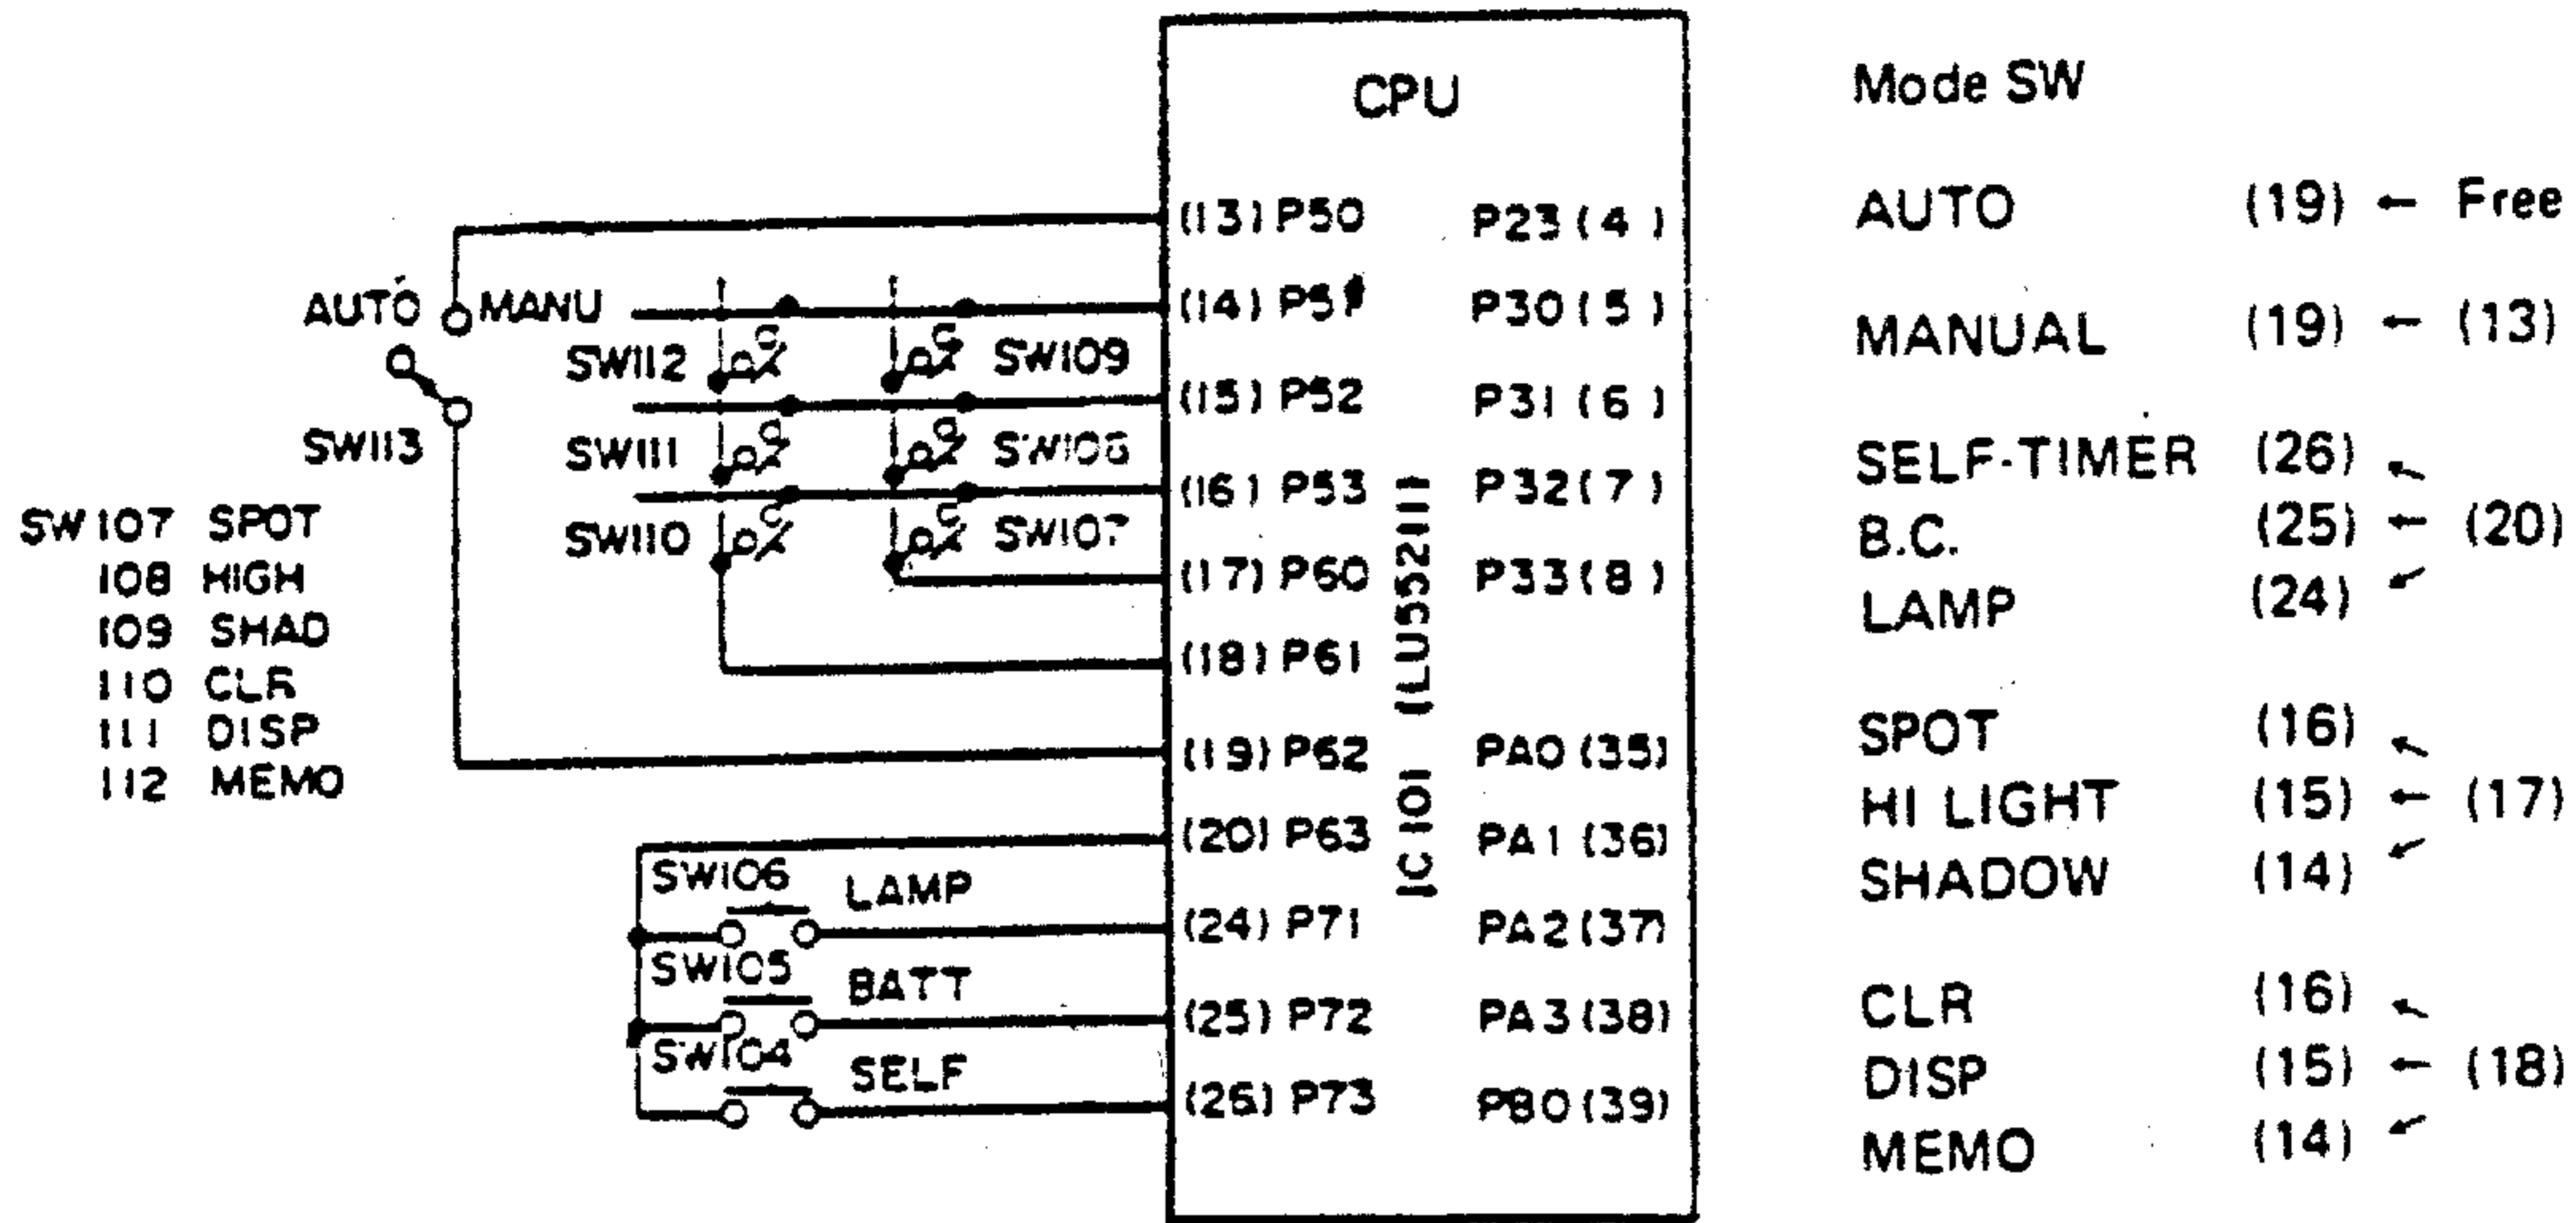 CPU
(13) P50 P23 (4)
(14) P51 P30 (5)
(15) P52 P31 (6)
(16) P53 P32 (7)
(17) P60 P33 (8)
(18) P61
(19) P62 PA0 (35)
(20) P63 PA1 (36)
(24) P71 PA2 (37)
(25) P72 PA3 (38)
(26) P73 P80 (39)
IC 101 (LU55211)
AUTO MANU
SW113
SW112 SW109
SW111 SW108
SW110 SW107
SW107 SPOT
108 HIGH
109 SHAD
110 CLR
111 DISP
112 MEMO
SW106 LAMP
SW105 BATT
SW104 SELF
Mode SW
AUTO (19) ← Free
MANUAL (19) ← (13)
SELF-TIMER (26)
B.C. (25) ← (20)
LAMP (24)
SPOT (16)
HI LIGHT (15) ← (17)
SHADOW (14)
CLR (16)
DISP (15) ← (18)
MEMO (14)